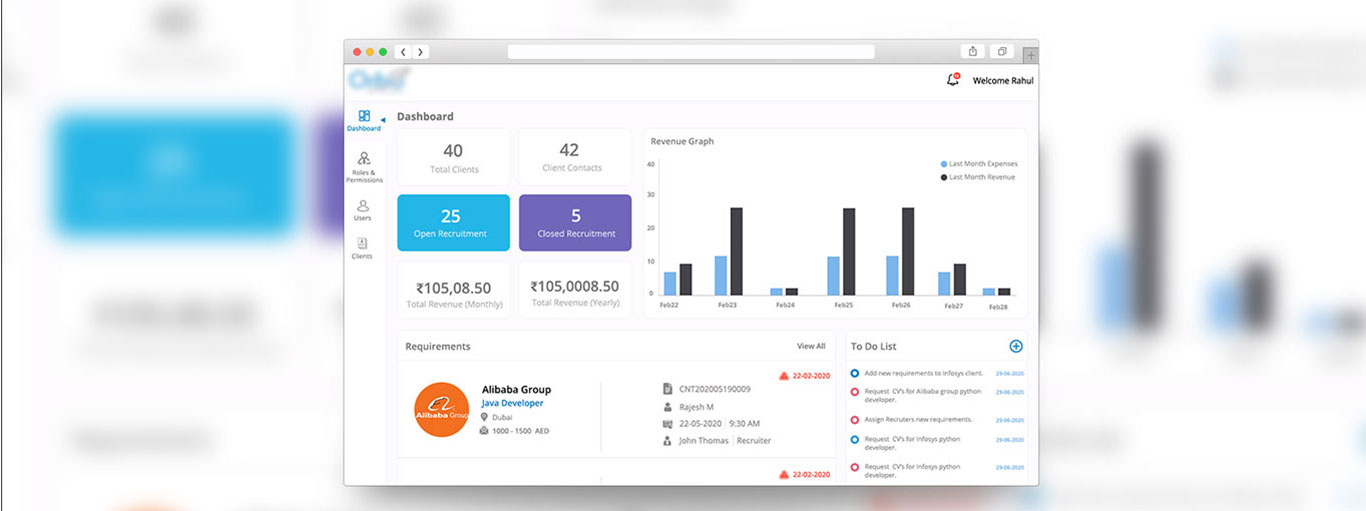 Welcome Rahul
Dashboard
Roles &
Permissions
Users
Clients
Dashboard
40
Total Clients
42
Client Contacts
25
Open Recruitment
5
Closed Recruitment
₹105,08.50
Total Revenue (Monthly)
₹105,0008.50
Total Revenue (Yearly)
Revenue Graph
Last Month Expenses
Last Month Revenue
40
30
20
10
0
Feb22 Feb23 Feb24 Feb25 Feb26 Feb27 Feb28
Requirements View All
22-02-2020
Alibaba Group
Alibaba Group
Java Developer
Dubai
1000 - 1500 AED
CNT202005190009
Rajesh M
22-05-2020 9:30 AM
John Thomas Recruiter
22-02-2020
To Do List
Add new requirements to infosys client. 29-06-2020
Request CV's for Alibaba group python 29-06-2020
developer.
Assign Recruters new requirements. 29-06-2020
Request CV's for Infosys python 29-06-2020
developer.
Request CV's for Infosys python 29-06-2020
developer.